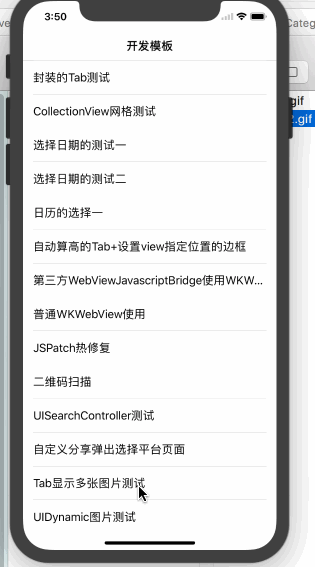 3:50
开发模板
封装的Tab测试
CollectionView网格测试
选择日期的测试一
选择日期的测试二
日历的选择一
自动算高的Tab+设置view指定位置的边框
第三方WebViewJavascriptBridge使用WKW...
普通WKWebView使用
JSPatch热修复
二维码扫描
UISearchController测试
自定义分享弹出选择平台页面
Tab显示多张图片测试
UIDynamic图片测试
Categ
gif
.gif